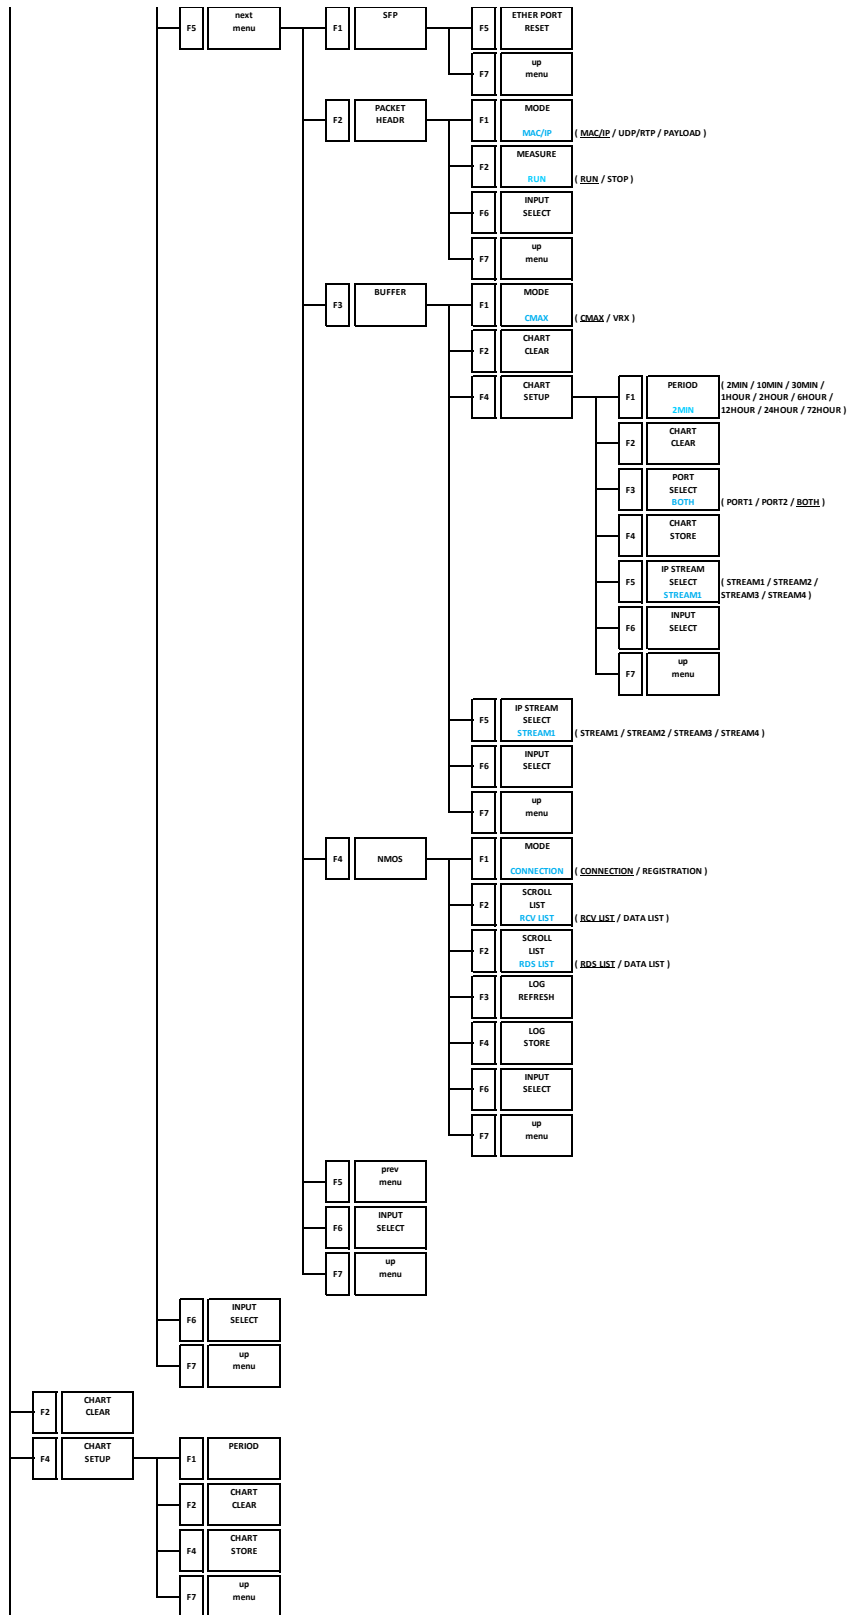 F5
next
menu
F1
SFP
F5
ETHER PORT
RESET
F7
up
menu
F2
PACKET
HEADR
F1
MODE
MAC/IP
( MAC/IP / UDP/RTP / PAYLOAD )
F2
MEASURE
RUN
( RUN / STOP )
F6
INPUT
SELECT
F7
up
menu
F3
BUFFER
F1
MODE
CMAX
( CMAX / VRX )
F2
CHART
CLEAR
F4
CHART
SETUP
F1
PERIOD
2MIN
( 2MIN / 10MIN / 30MIN /
1HOUR / 2HOUR / 6HOUR /
12HOUR / 24HOUR / 72HOUR )
F2
CHART
CLEAR
F3
PORT
SELECT
BOTH
( PORT1 / PORT2 / BOTH )
F4
CHART
STORE
F5
IP STREAM
SELECT
STREAM1
( STREAM1 / STREAM2 /
STREAM3 / STREAM4 )
F6
INPUT
SELECT
F7
up
menu
F5
IP STREAM
SELECT
STREAM1
( STREAM1 / STREAM2 / STREAM3 / STREAM4 )
F6
INPUT
SELECT
F7
up
menu
F4
NMOS
F1
MODE
CONNECTION
( CONNECTION / REGISTRATION )
F2
SCROLL
LIST
RCV LIST
( RCV LIST / DATA LIST )
F2
SCROLL
LIST
RDS LIST
( RDS LIST / DATA LIST )
F3
LOG
REFRESH
F4
LOG
STORE
F6
INPUT
SELECT
F7
up
menu
F5
prev
menu
F6
INPUT
SELECT
F7
up
menu
F6
INPUT
SELECT
F7
up
menu
F2
CHART
CLEAR
F4
CHART
SETUP
F1
PERIOD
F2
CHART
CLEAR
F4
CHART
STORE
F7
up
menu